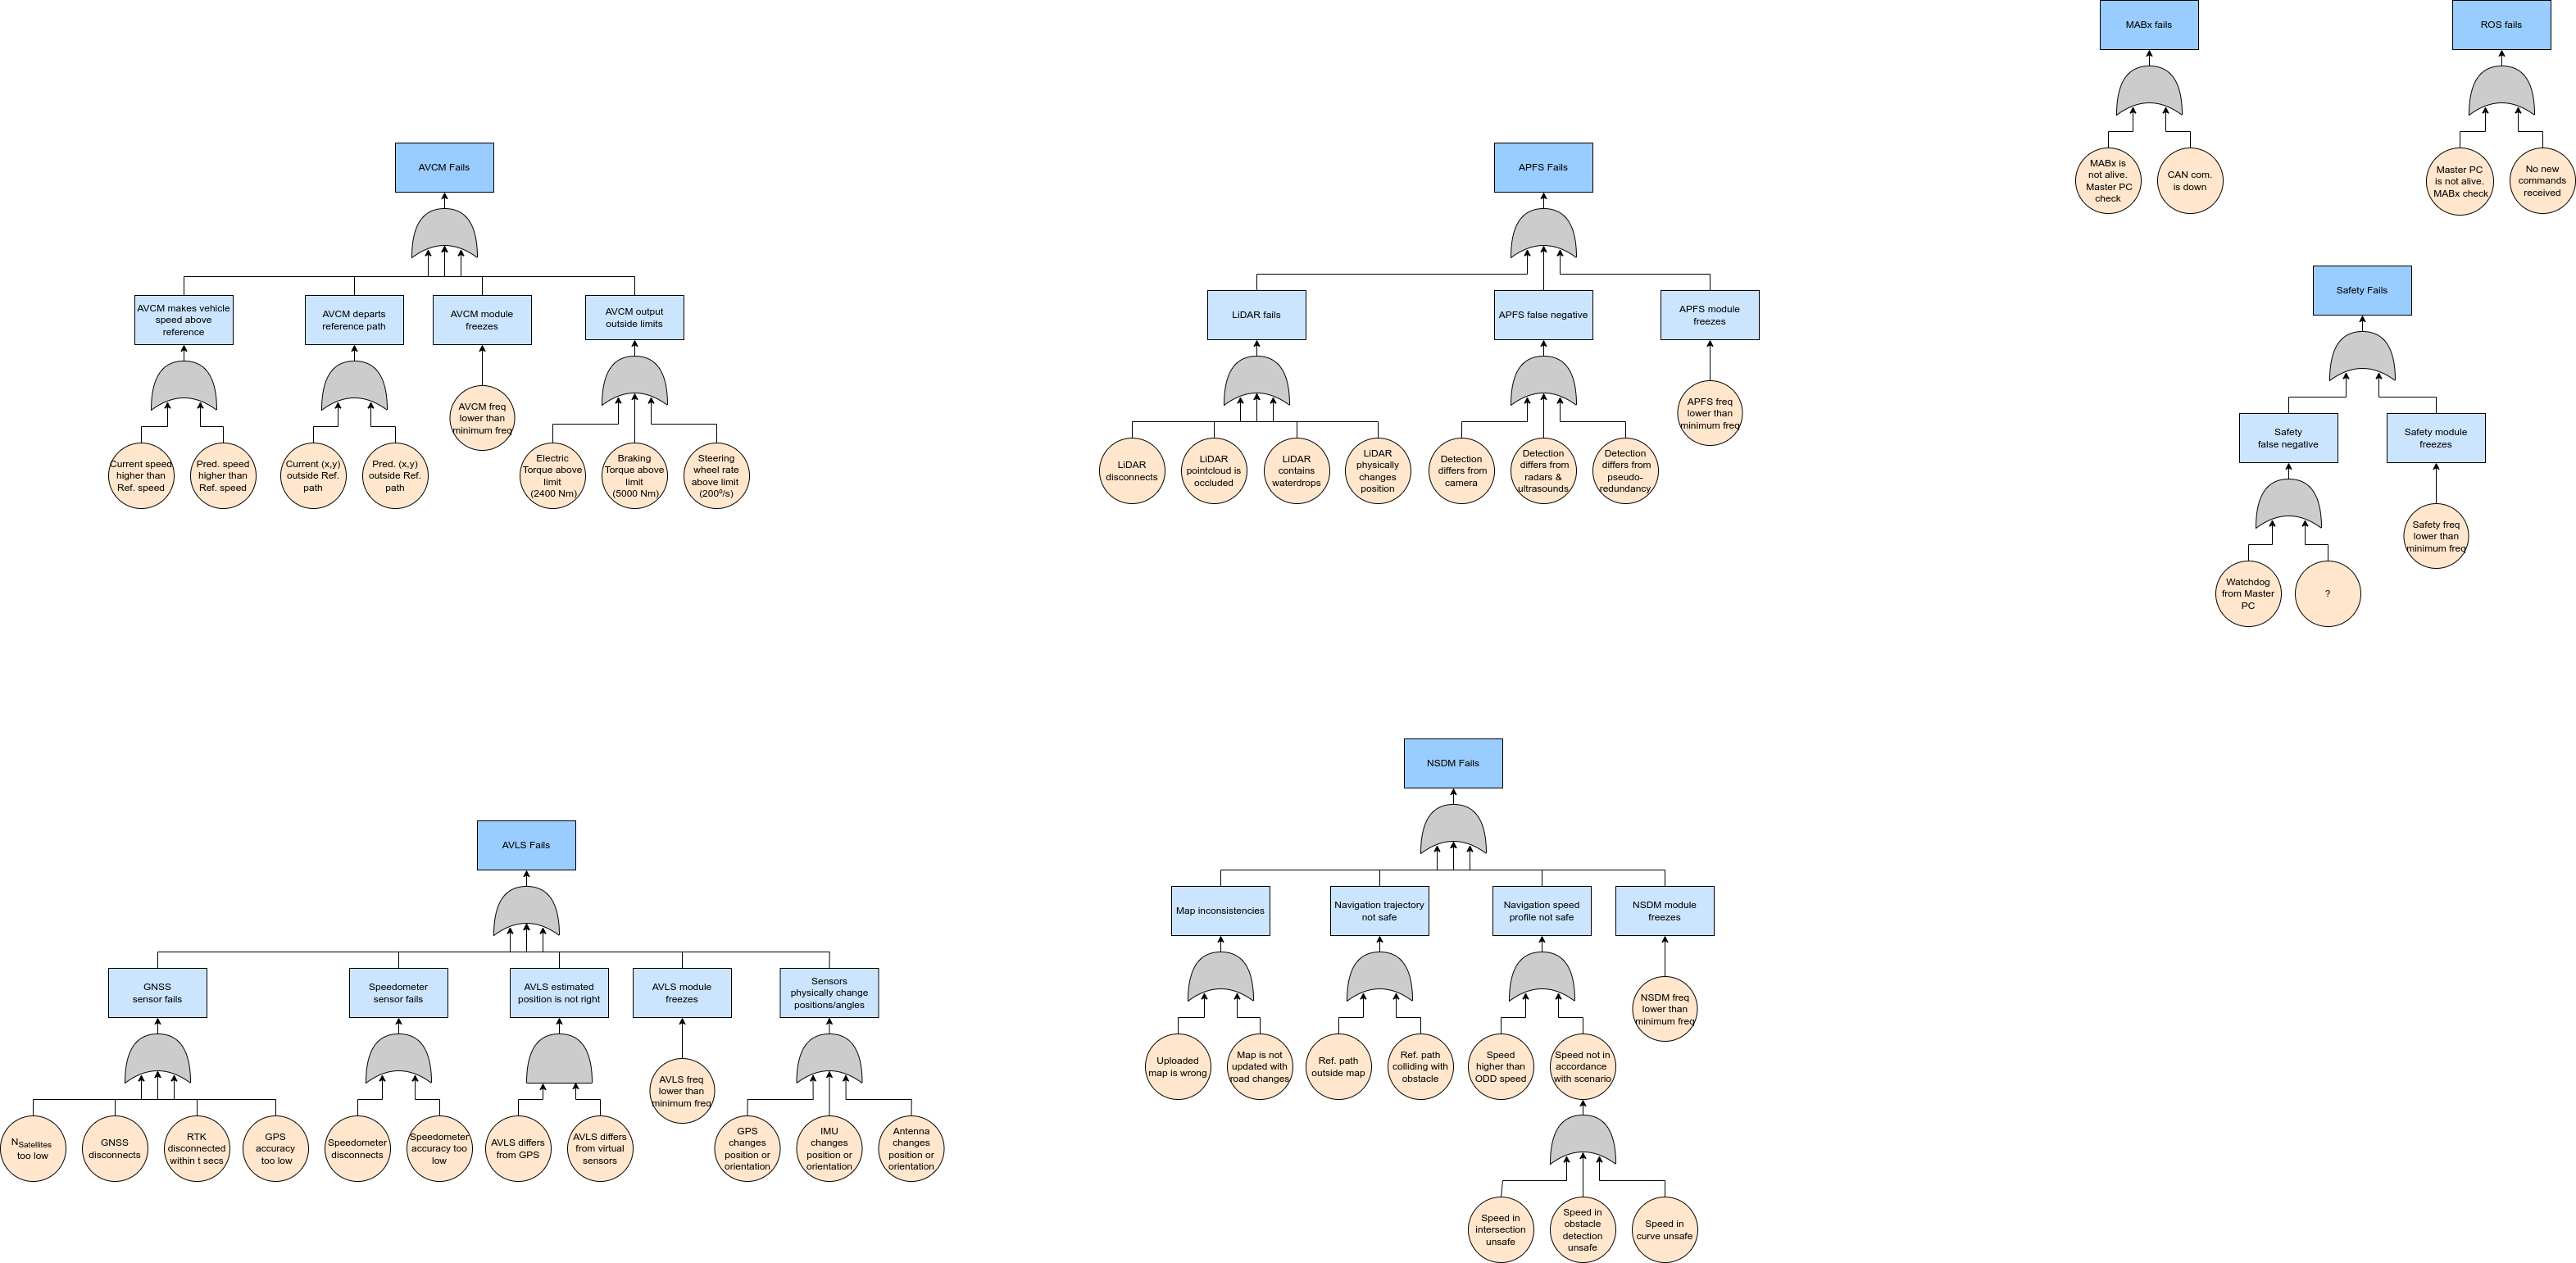 MABx fails
ROS fails
MABx is
not alive.
Master PC
check
CAN com.
is down
Master PC
is not alive.
MABx check
No new
commands
received
AVCM Fails
AVCM makes vehicle
speed above
reference
AVCM departs
reference path
AVCM module
freezes
AVCM output
outside limits
Current speed
higher than
Ref. speed
Pred. speed
higher than
Ref. speed
Current (x,y)
outside Ref.
path
Pred. (x,y)
outside Ref.
path
AVCM freq
lower than
minimum freq
Electric
Torque above
limit
(2400 Nm)
Braking
Torque above
limit
(5000 Nm)
Steering
wheel rate
above limit
(200º/s)
APFS Fails
LiDAR fails
APFS false negative
APFS module
freezes
LiDAR
disconnects
LiDAR
pointcloud is
occluded
LiDAR
contains
waterdrops
LiDAR
physically
changes
position
Detection
differs from
camera
Detection
differs from
radars &
ultrasounds
Detection
differs from
pseudo-
redundancy
APFS freq
lower than
minimum freq
Safety Fails
Safety
false negative
Safety module
freezes
Watchdog
from Master
PC
?
Safety freq
lower than
minimum freq
AVLS Fails
GNSS
sensor fails
Speedometer
sensor fails
AVLS estimated
position is not right
AVLS module
freezes
Sensors
physically change
positions/angles
NSatellites
too low
GNSS
disconnects
RTK
disconnected
within t secs
GPS
accuracy
too low
Speedometer
disconnects
Speedometer
accuracy too
low
AVLS differs
from GPS
AVLS differs
from virtual
sensors
AVLS freq
lower than
minimum freq
GPS
changes
position or
orientation
IMU
changes
position or
orientation
Antenna
changes
position or
orientation
NSDM Fails
Map inconsistencies
Navigation trajectory
not safe
Navigation speed
profile not safe
NSDM module
freezes
Uploaded
map is wrong
Map is not
updated with
road changes
Ref. path
outside map
Ref. path
colliding with
obstacle
Speed
higher than
ODD speed
Speed not in
accordance
with scenario
NSDM freq
lower than
minimum freq
Speed in
intersection
unsafe
Speed in
obstacle
detection
unsafe
Speed in
curve unsafe